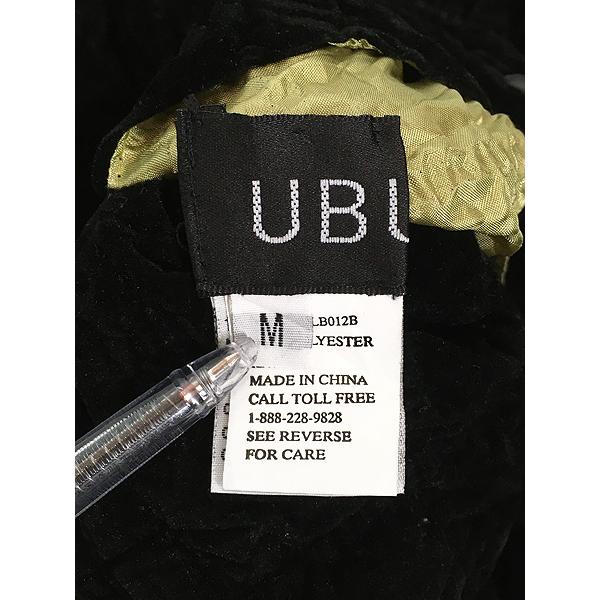 UBU
M
LB012B
LYESTER
MADE IN CHINA
CALL TOLL FREE
1-888-228-9828
SEE REVERSE
FOR CARE